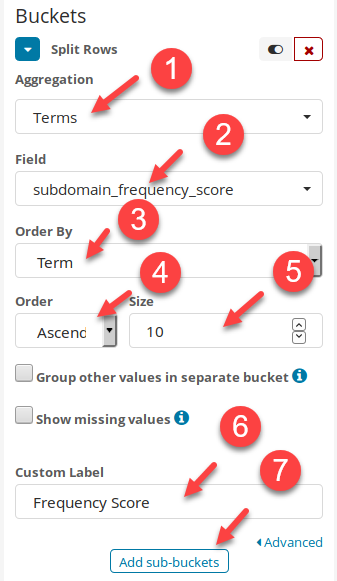 Buckets
Split Rows
Aggregation
1
Terms
2
Field
subdomain_frequency_score
3
Order By
Term
4
5
Order
Size
Ascend
10
Group other values in separate bucket
Show missing values
6
Custom Label
7
Frequency Score
Advanced
Add sub-buckets